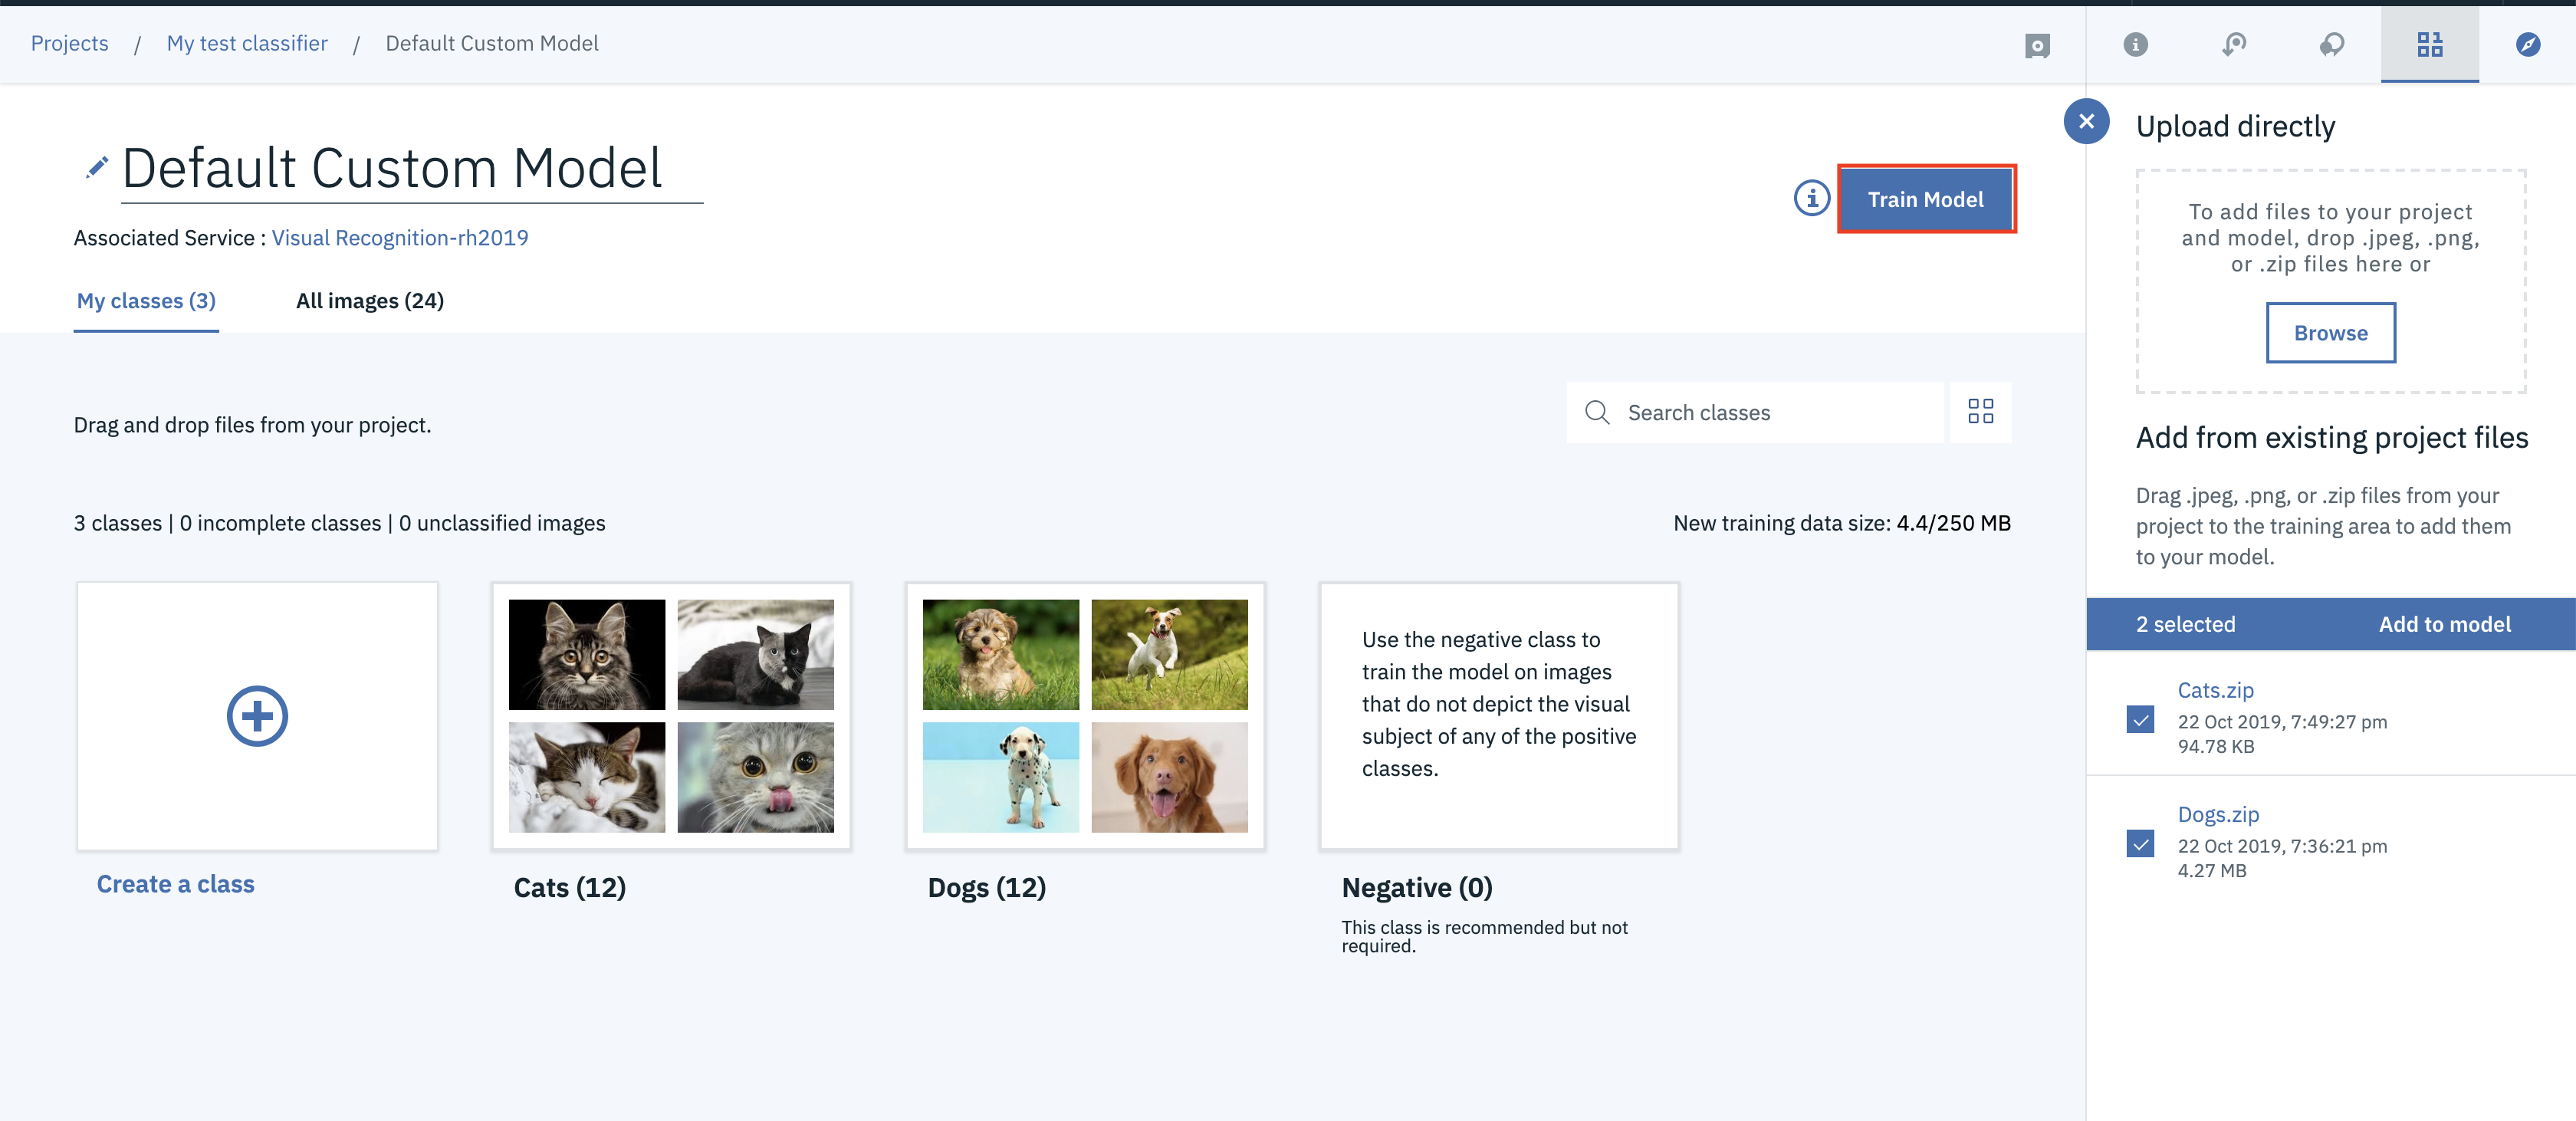 Projects / My test classifier / Default Custom Model
Default Custom Model
Train Model
Associated Service : Visual Recognition-rh2019
My classes (3) All images (24)
Drag and drop files from your project.
Search classes
3 classes | 0 incomplete classes | 0 unclassified images
New training data size: 4.4/250 MB
Use the negative class to
train the model on images
that do not depict the visual
subject of any of the positive
classes.
Create a class
Cats (12)
Dogs (12)
Negative (0)
This class is recommended but not
required.
Upload directly
To add files to your project
and model, drop .jpeg, .png,
or .zip files here or
Browse
Add from existing project files
Drag .jpeg, .png, or .zip files from your
project to the training area to add them
to your model.
2 selected Add to model
Cats.zip
22 Oct 2019, 7:49:27 pm
94.78 KB
Dogs.zip
22 Oct 2019, 7:36:21 pm
4.27 MB